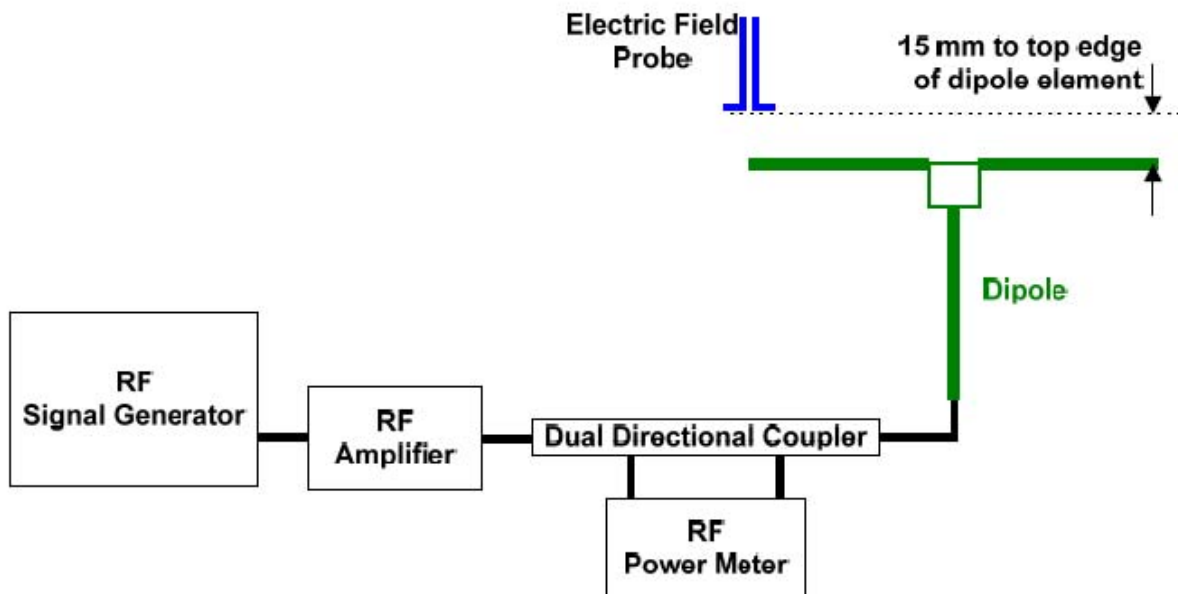 Electric Field
Probe
15 mm to top edge
of dipole element
Dipole
RF
Signal Generator
RF
Amplifier
Dual Directional Coupler
RF
Power Meter